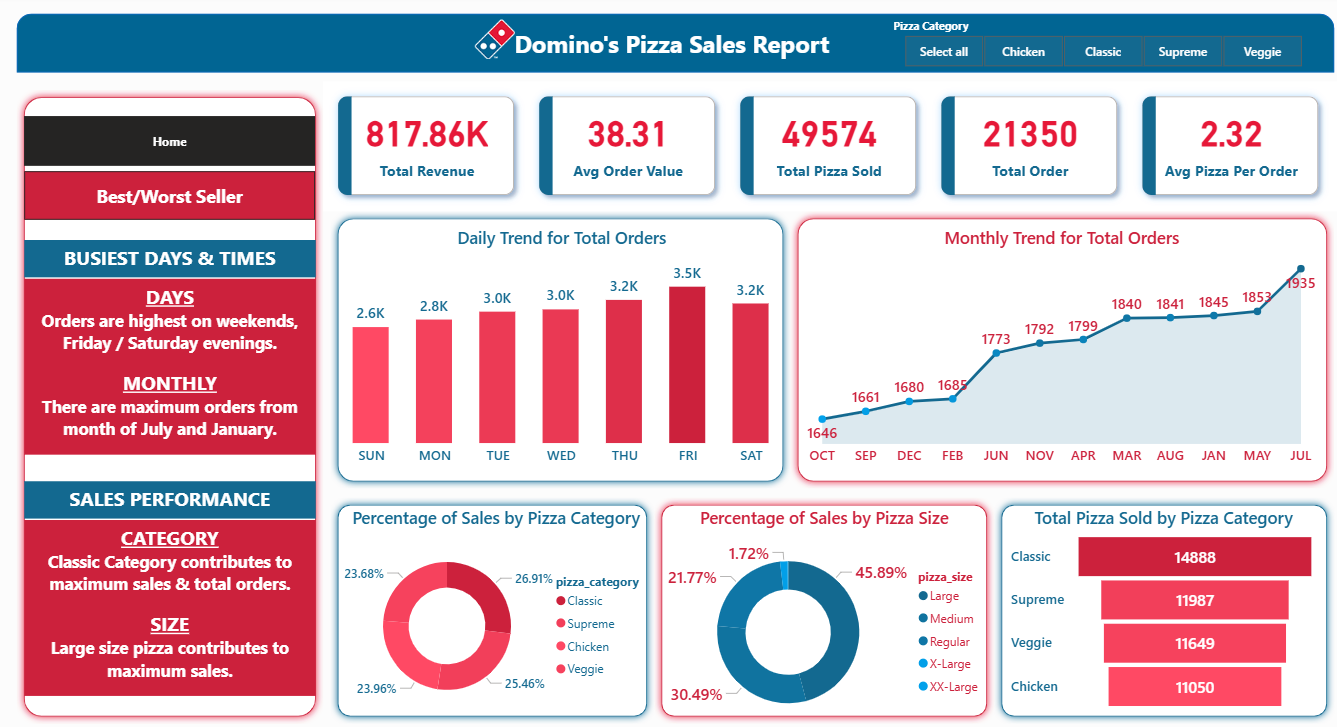 Domino's Pizza Sales Report
Pizza Category
Select all Chicken Classic Supreme Veggie
Home
Best/Worst Seller
BUSIEST DAYS & TIMES
DAYS
Orders are highest on weekends,
Friday / Saturday evenings.
MONTHLY
There are maximum orders from
month of July and January.
SALES PERFORMANCE
CATEGORY
Classic Category contributes to
maximum sales & total orders.
SIZE
Large size pizza contributes to
maximum sales.
817.86K
Total Revenue
38.31
Avg Order Value
49574
Total Pizza Sold
21350
Total Order
2.32
Avg Pizza Per Order
Daily Trend for Total Orders
2.6K 2.8K 3.0K 3.0K 3.2K 3.5K 3.2K
SUN MON TUE WED THU FRI SAT
Monthly Trend for Total Orders
1646 1661 1680 1685 1773 1792 1799 1840 1841 1845 1853 1935
OCT SEP DEC FEB JUN NOV APR MAR AUG JAN MAY JUL
Percentage of Sales by Pizza Category
26.91%
25.46%
23.96%
23.68%
pizza_category
Classic
Supreme
Chicken
Veggie
Percentage of Sales by Pizza Size
45.89%
30.49%
21.77%
1.72%
pizza_size
Large
Medium
Regular
X-Large
XX-Large
Total Pizza Sold by Pizza Category
Classic 14888
Supreme 11987
Veggie 11649
Chicken 11050